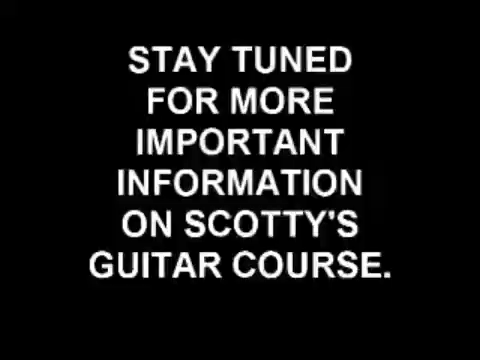 STAY TUNED
FOR MORE
IMPORTANT
INFORMATION
ON SCOTTY'S
GUITAR COURSE.